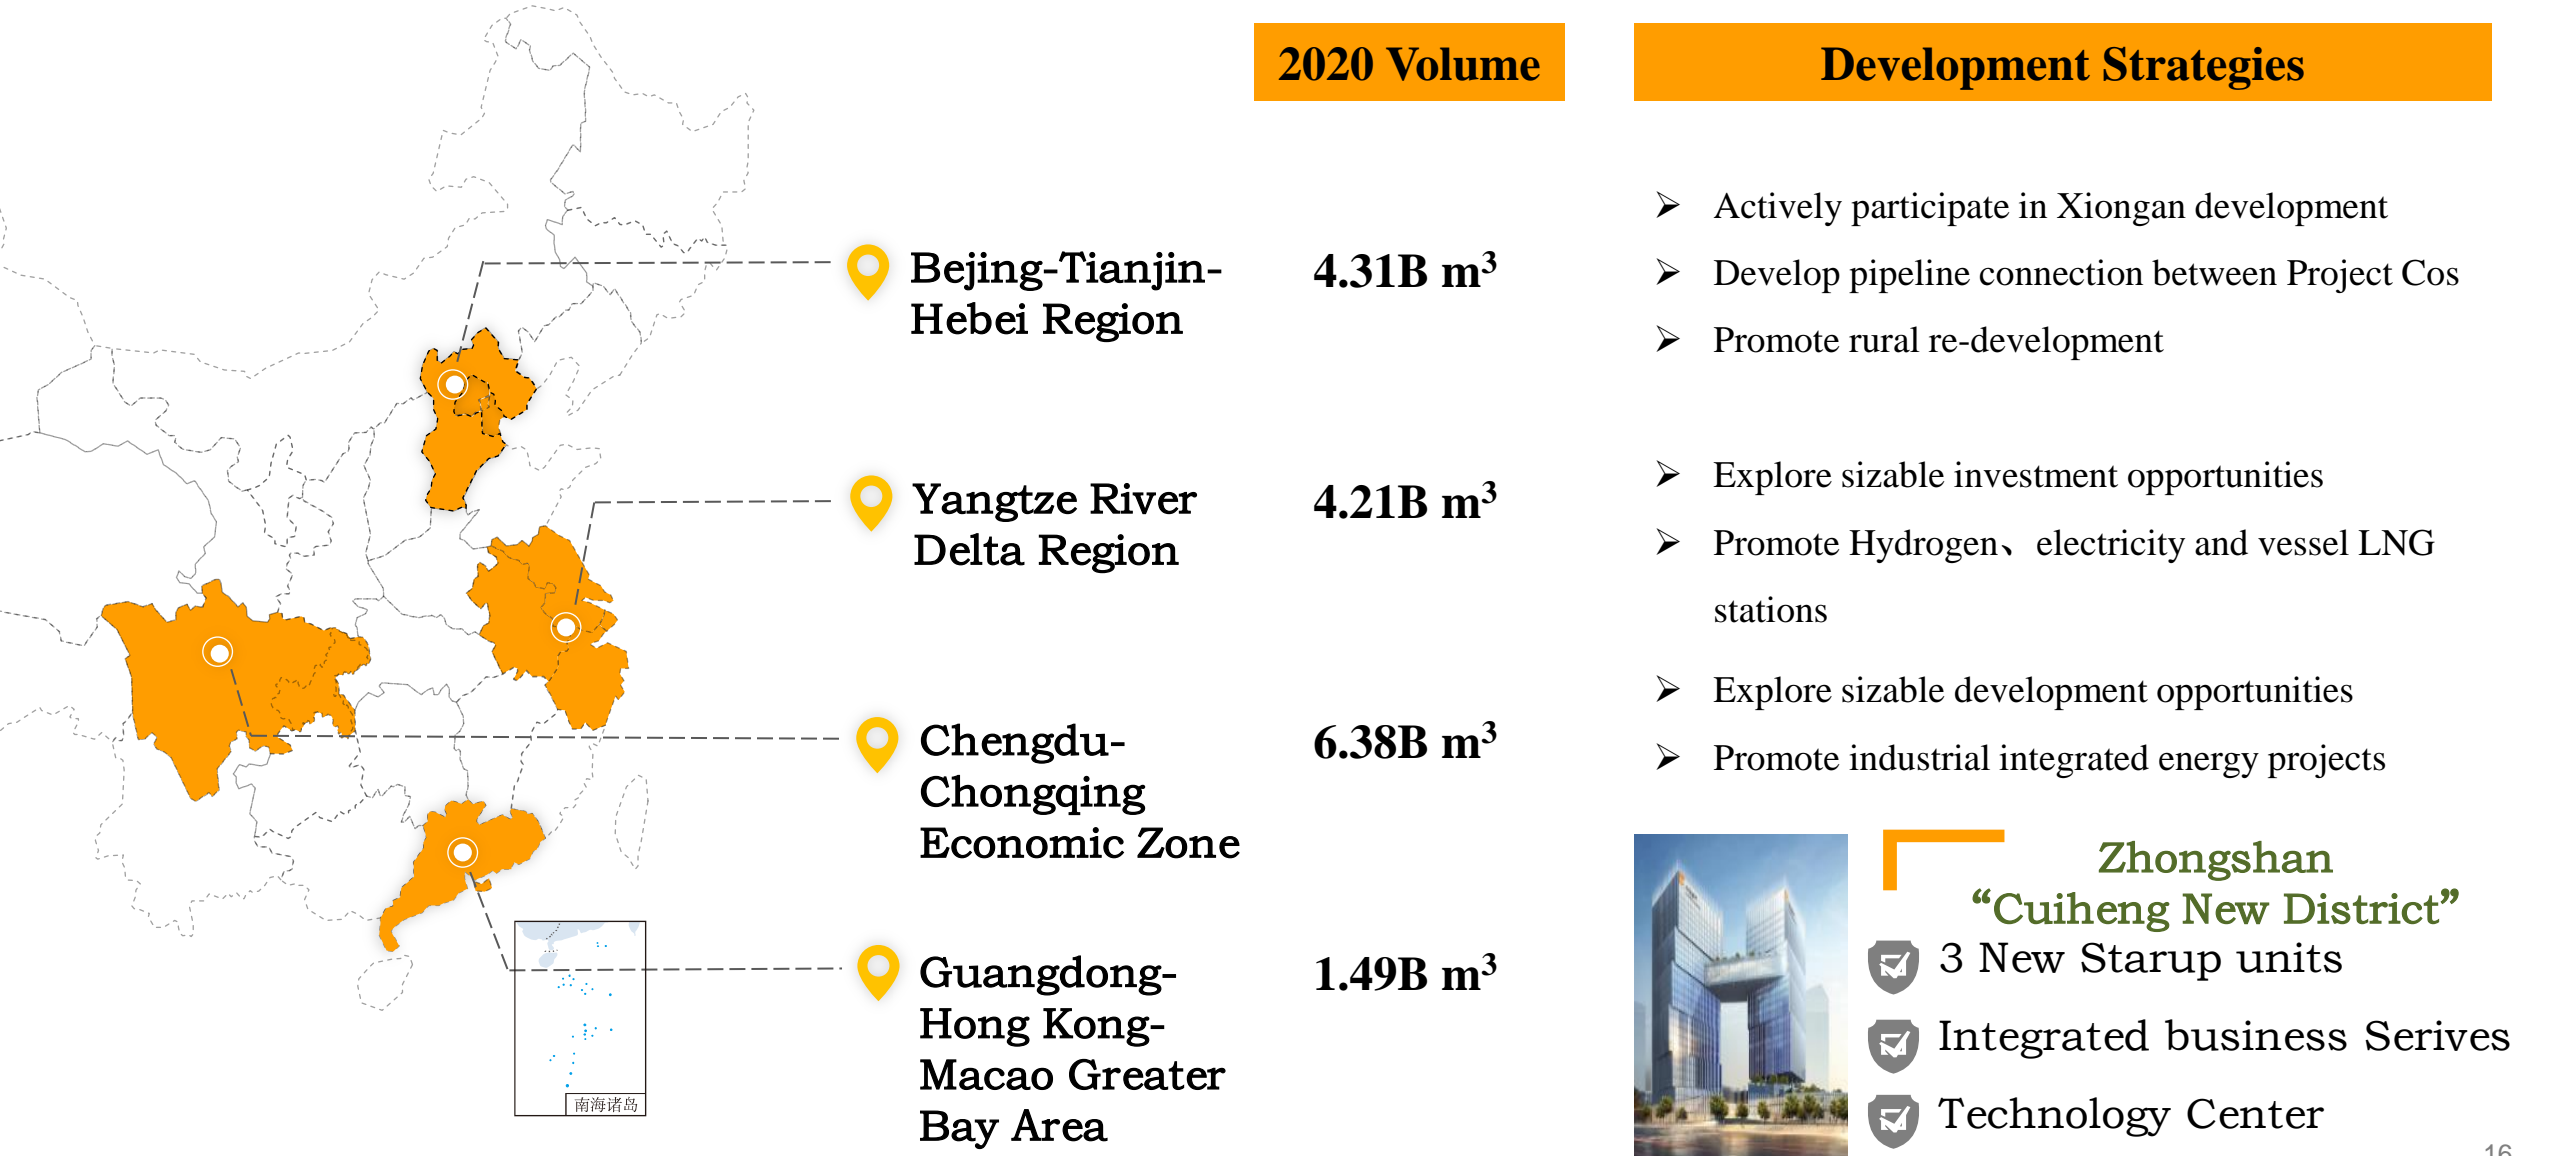 2020 Volume
Development Strategies
Bejing-Tianjin-
Hebei Region
4.31B m³
➢ Actively participate in Xiongan development
➢ Develop pipeline connection between Project Cos
➢ Promote rural re-development
Yangtze River
Delta Region
4.21B m³
➢ Explore sizable investment opportunities
➢ Promote Hydrogen、electricity and vessel LNG
stations
Chengdu-
Chongqing
Economic Zone
6.38B m³
➢ Explore sizable development opportunities
➢ Promote industrial integrated energy projects
Guangdong-
Hong Kong-
Macao Greater
Bay Area
1.49B m³
Zhongshan
“Cuiheng New District”
3 New Starup units
Integrated business Serives
Technology Center
南海诸岛
16